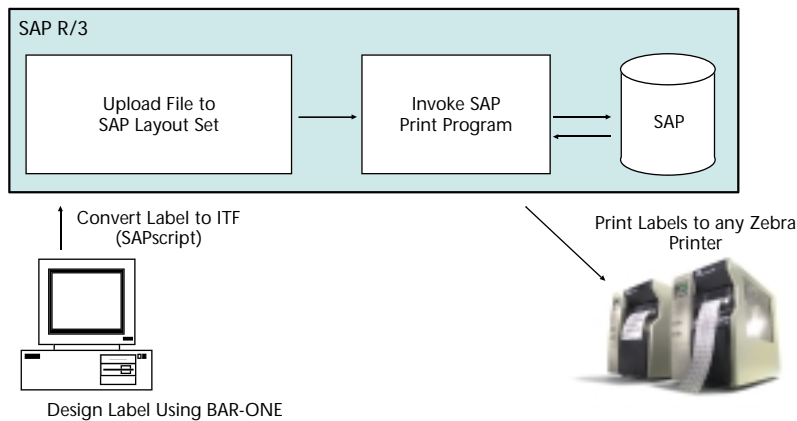 SAP R/3
Upload File to
SAP Layout Set
Invoke SAP
Print Program
SAP
Convert Label to ITF
(SAPscript)
Print Labels to any Zebra
Printer
Design Label Using BAR-ONE